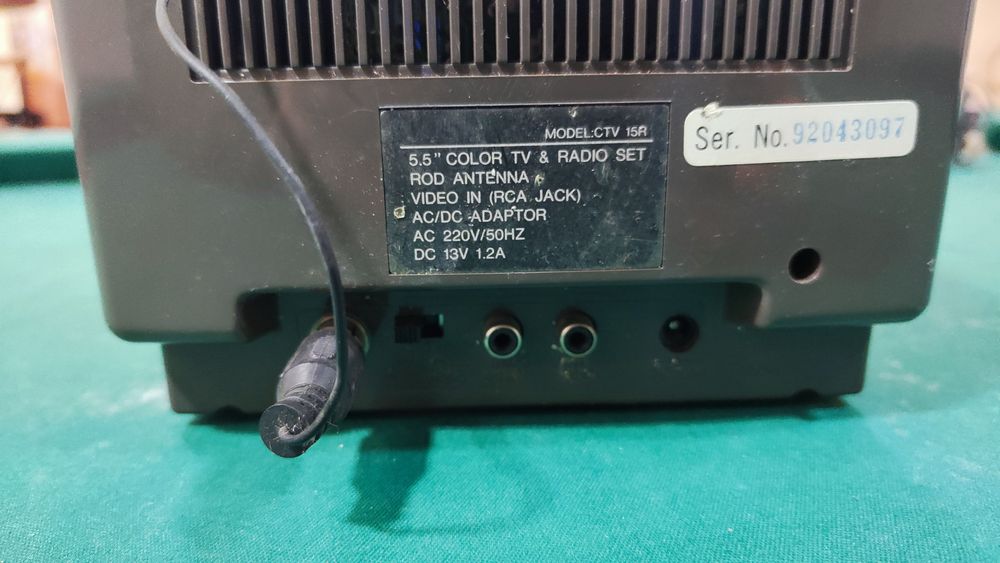 MODEL:CTV 15R
5.5" COLOR TV & RADIO SET
ROD ANTENNA
VIDEO IN (RCA JACK)
AC/DC ADAPTOR
AC 220V/50HZ
DC 13V 1.2A
Ser. No. 92043097